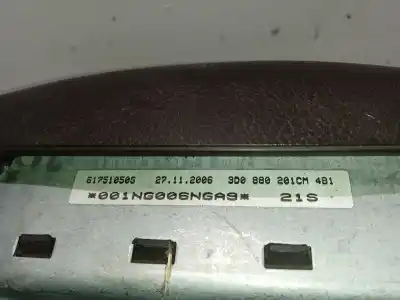 617510505 27.11.2006 3D0 880 201CM 4B1
*001NG006NGA9* 21S